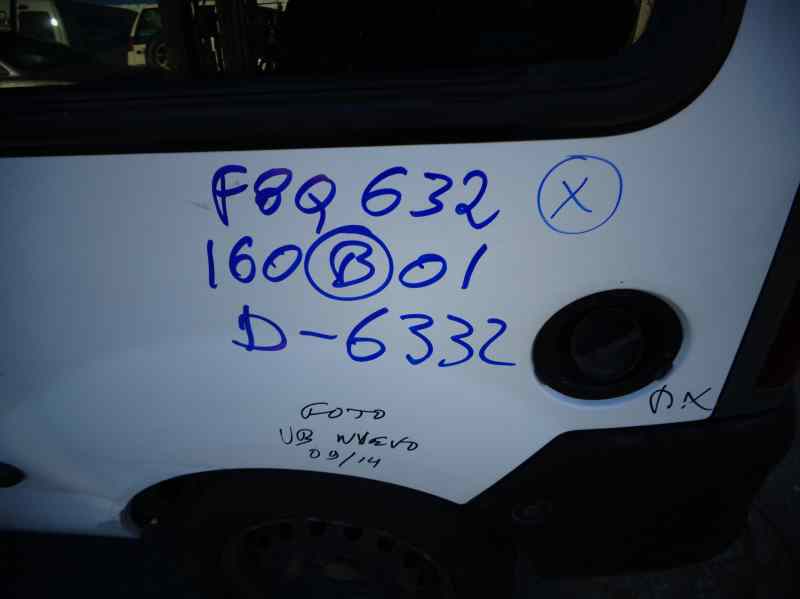 F8Q 632 X
160 B 01
D-6332
FOTO
UB NUEVO
09/14